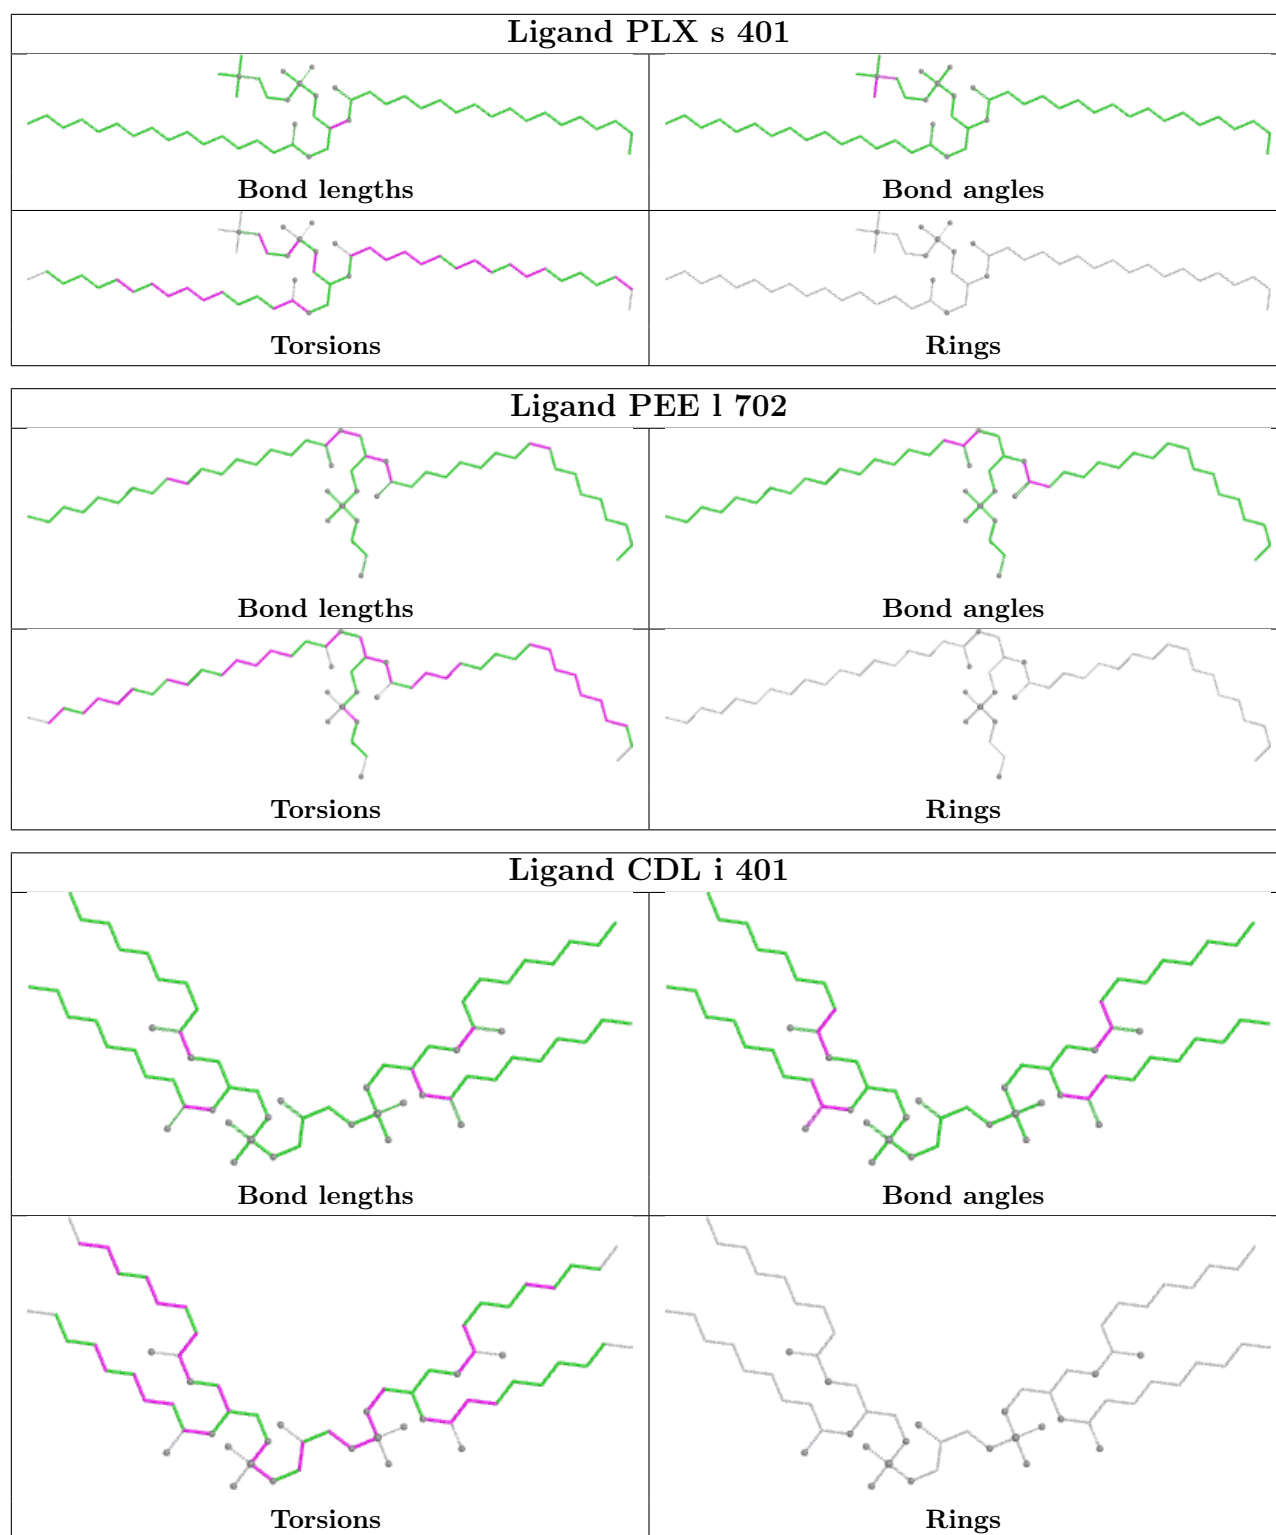 Ligand PLX s 401
Bond lengths
Bond angles
Torsions
Rings
Ligand PEE l 702
Bond lengths
Bond angles
Torsions
Rings
Ligand CDL i 401
Bond lengths
Bond angles
Torsions
Rings